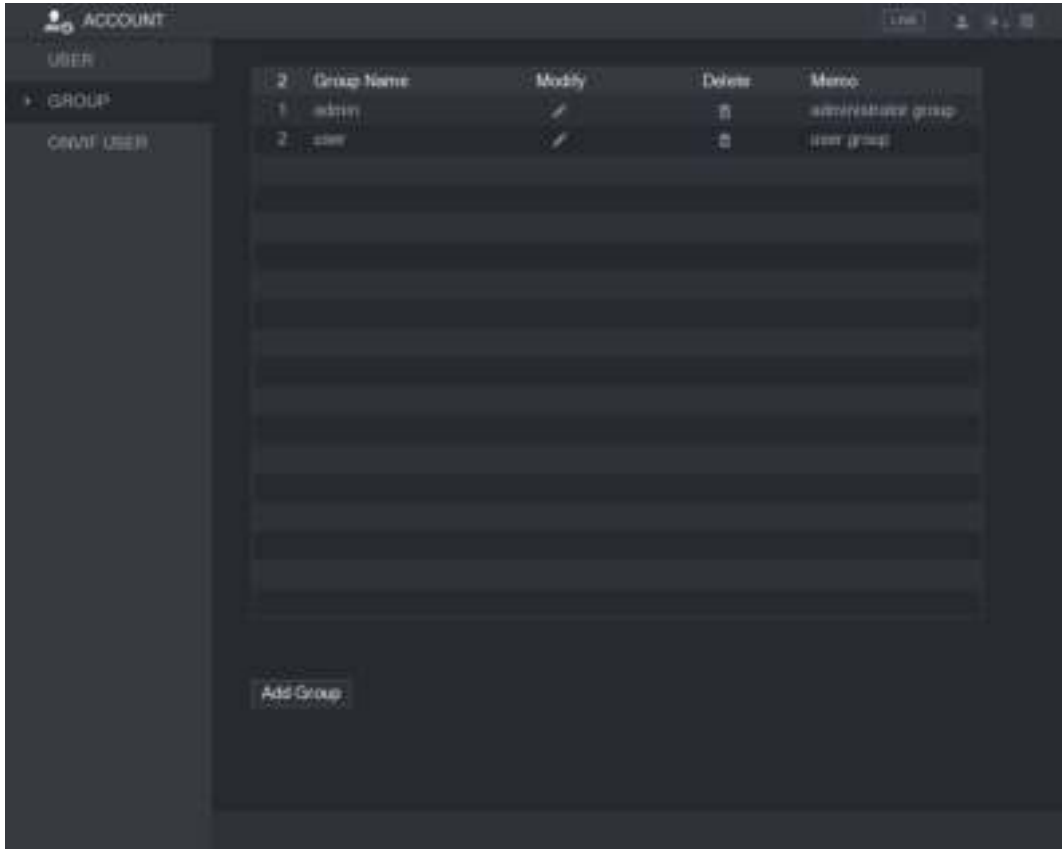 ACCOUNT
LIVE
USER
GROUP
ONVIF USER
2 Group Name Modify Delete Memo
1 admin administrator group
2 user user group
Add Group